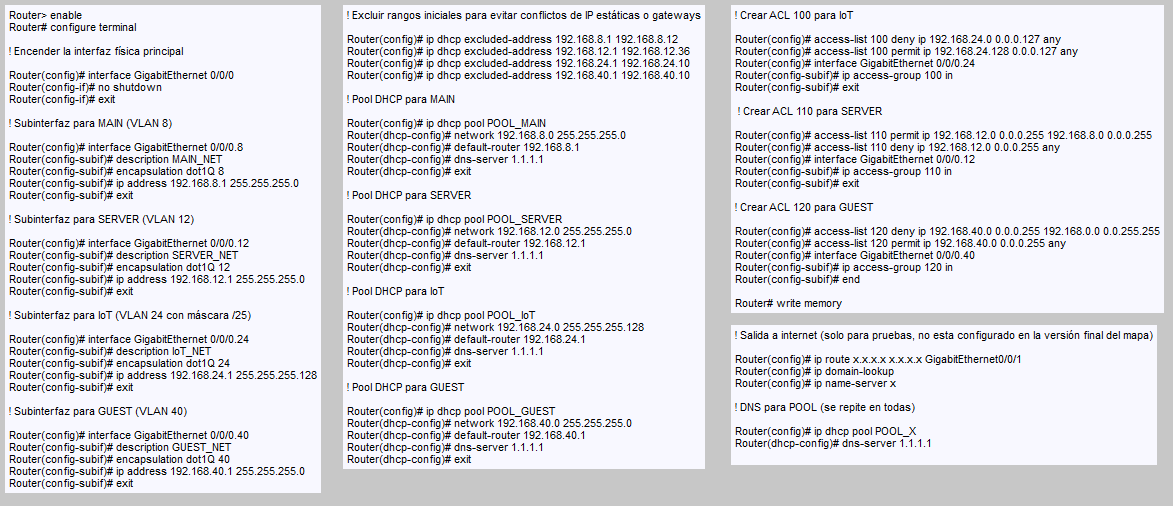 Router> enable
Router# configure terminal
! Encender la interfaz física principal
Router(config)# interface GigabitEthernet 0/0/0
Router(config-if)# no shutdown
Router(config-if)# exit
! Subinterfaz para MAIN (VLAN 8)
Router(config)# interface GigabitEthernet 0/0/0.8
Router(config-subif)# description MAIN_NET
Router(config-subif)# encapsulation dot1Q 8
Router(config-subif)# ip address 192.168.8.1 255.255.255.0
Router(config-subif)# exit
! Subinterfaz para SERVER (VLAN 12)
Router(config)# interface GigabitEthernet 0/0/0.12
Router(config-subif)# description SERVER_NET
Router(config-subif)# encapsulation dot1Q 12
Router(config-subif)# ip address 192.168.12.1 255.255.255.0
Router(config-subif)# exit
! Subinterfaz para IoT (VLAN 24 con máscara /25)
Router(config)# interface GigabitEthernet 0/0/0.24
Router(config-subif)# description IoT_NET
Router(config-subif)# encapsulation dot1Q 24
Router(config-subif)# ip address 192.168.24.1 255.255.255.128
Router(config-subif)# exit
! Subinterfaz para GUEST (VLAN 40)
Router(config)# interface GigabitEthernet 0/0/0.40
Router(config-subif)# description GUEST_NET
Router(config-subif)# encapsulation dot1Q 40
Router(config-subif)# ip address 192.168.40.1 255.255.255.0
Router(config-subif)# exit
! Excluir rangos iniciales para evitar conflictos de IP estáticas o gateways
Router(config)# ip dhcp excluded-address 192.168.8.1 192.168.8.12
Router(config)# ip dhcp excluded-address 192.168.12.1 192.168.12.36
Router(config)# ip dhcp excluded-address 192.168.24.1 192.168.24.10
Router(config)# ip dhcp excluded-address 192.168.40.1 192.168.40.10
! Pool DHCP para MAIN
Router(config)# ip dhcp pool POOL_MAIN
Router(dhcp-config)# network 192.168.8.0 255.255.255.0
Router(dhcp-config)# default-router 192.168.8.1
Router(dhcp-config)# dns-server 1.1.1.1
Router(dhcp-config)# exit
! Pool DHCP para SERVER
Router(config)# ip dhcp pool POOL_SERVER
Router(dhcp-config)# network 192.168.12.0 255.255.255.0
Router(dhcp-config)# default-router 192.168.12.1
Router(dhcp-config)# dns-server 1.1.1.1
Router(dhcp-config)# exit
! Pool DHCP para IoT
Router(config)# ip dhcp pool POOL_IoT
Router(dhcp-config)# network 192.168.24.0 255.255.255.128
Router(dhcp-config)# default-router 192.168.24.1
Router(dhcp-config)# dns-server 1.1.1.1
Router(dhcp-config)# exit
! Pool DHCP para GUEST
Router(config)# ip dhcp pool POOL_GUEST
Router(dhcp-config)# network 192.168.40.0 255.255.255.0
Router(dhcp-config)# default-router 192.168.40.1
Router(dhcp-config)# dns-server 1.1.1.1
Router(dhcp-config)# exit
! Crear ACL 100 para IoT
Router(config)# access-list 100 deny ip 192.168.24.0 0.0.0.127 any
Router(config)# access-list 100 permit ip 192.168.24.128 0.0.0.127 any
Router(config)# interface GigabitEthernet 0/0/0.24
Router(config-subif)# ip access-group 100 in
Router(config-subif)# exit
! Crear ACL 110 para SERVER
Router(config)# access-list 110 permit ip 192.168.12.0 0.0.0.255 192.168.8.0 0.0.0.255
Router(config)# access-list 110 deny ip 192.168.12.0 0.0.0.255 any
Router(config)# interface GigabitEthernet 0/0/0.12
Router(config-subif)# ip access-group 110 in
Router(config-subif)# exit
! Crear ACL 120 para GUEST
Router(config)# access-list 120 deny ip 192.168.40.0 0.0.0.255 192.168.0.0 0.0.255.255
Router(config)# access-list 120 permit ip 192.168.40.0 0.0.0.255 any
Router(config)# interface GigabitEthernet 0/0/0.40
Router(config-subif)# ip access-group 120 in
Router(config-subif)# end
Router# write memory
! Salida a internet (solo para pruebas, no esta configurado en la versión final del mapa)
Router(config)# ip route x.x.x.x x.x.x.x GigabitEthernet0/0/1
Router(config)# ip domain-lookup
Router(config)# ip name-server x
! DNS para POOL (se repite en todas)
Router(config)# ip dhcp pool POOL_X
Router(dhcp-config)# dns-server 1.1.1.1